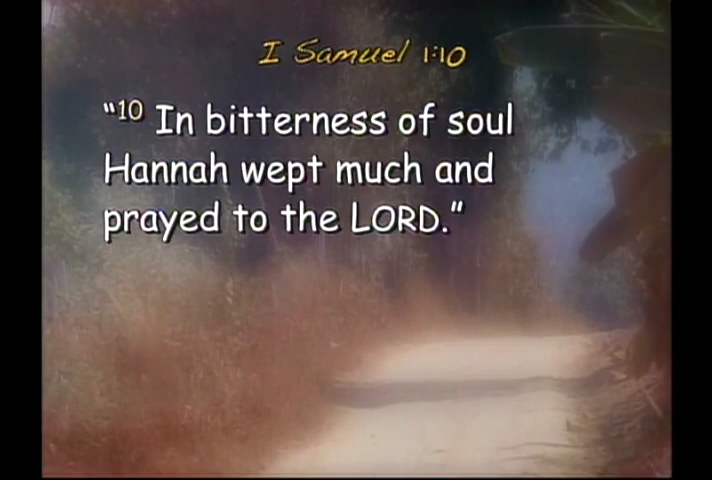 I Samuel 1:10
“10 In bitterness of soul
Hannah wept much and
prayed to the LORD.”